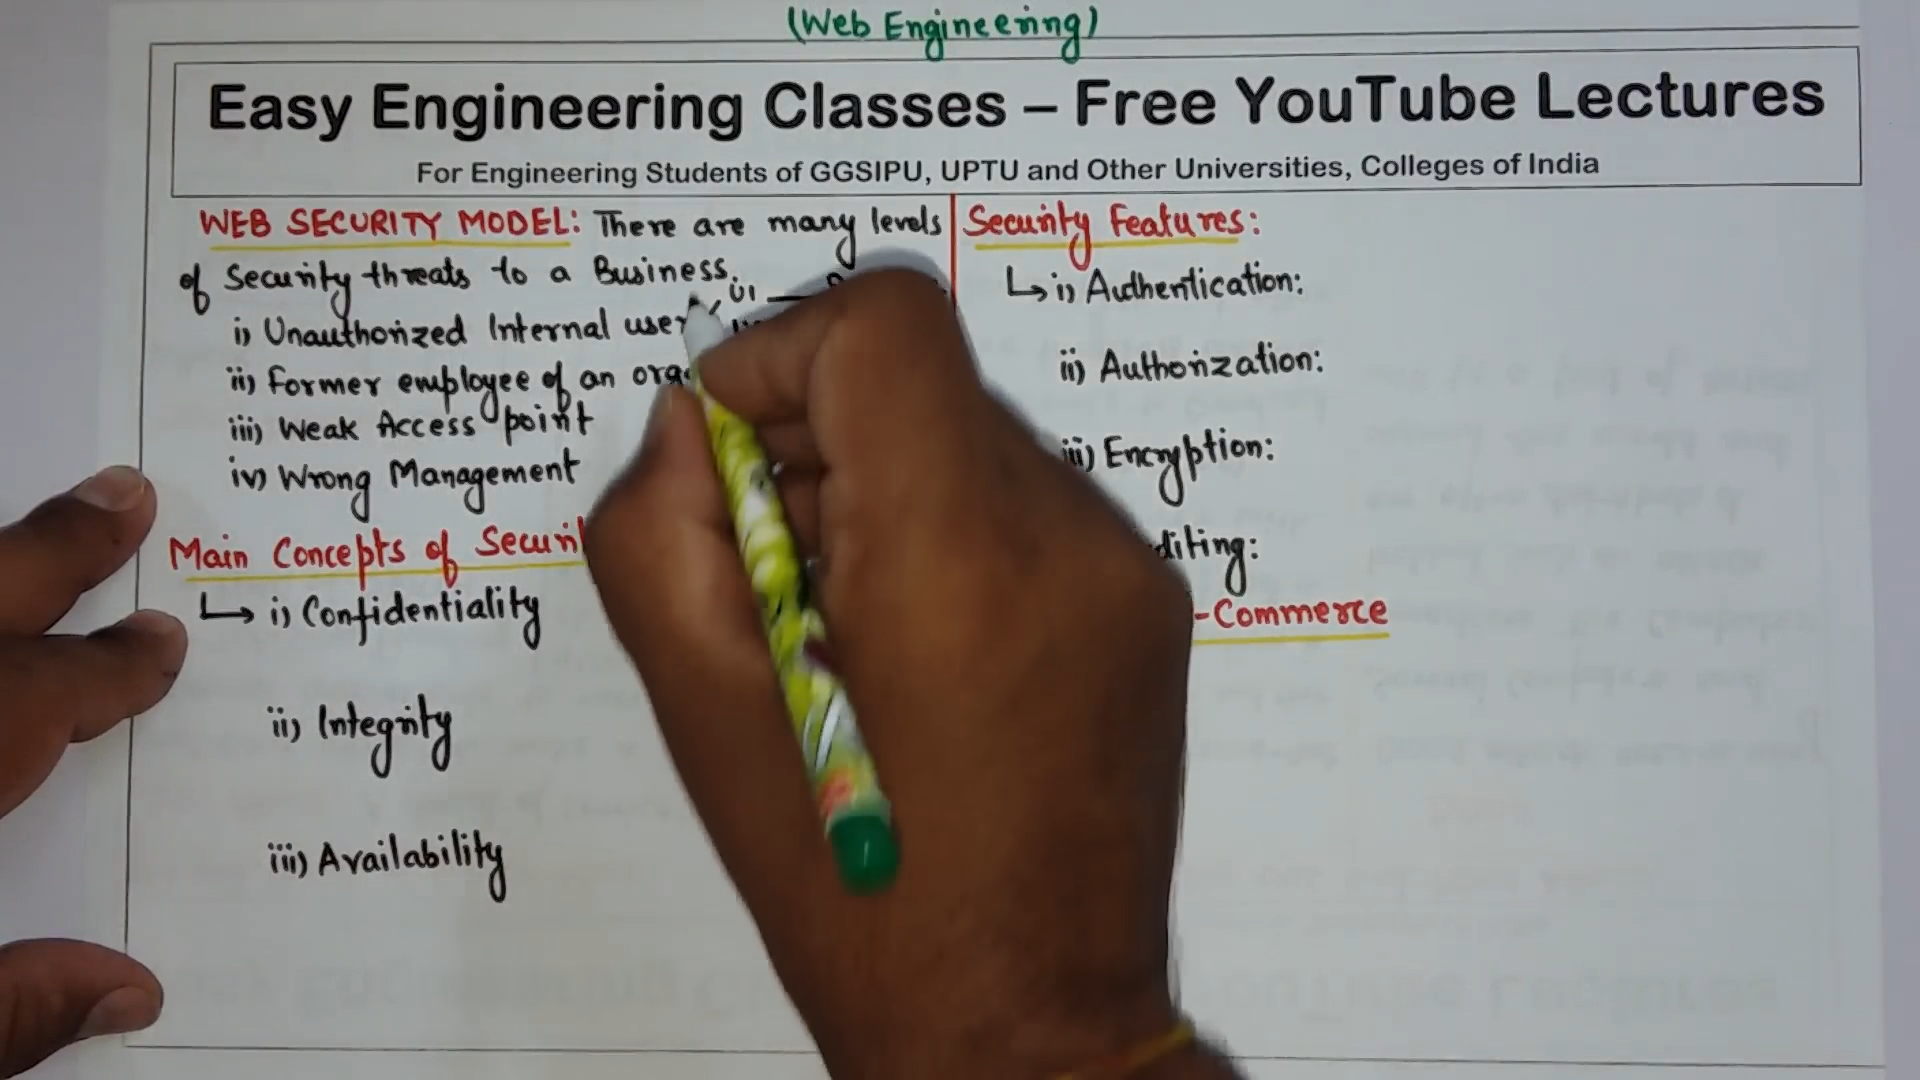 (Web Engineering)
Easy Engineering Classes – Free YouTube Lectures
For Engineering Students of GGSIPU, UPTU and Other Universities, Colleges of India
WEB SECURITY MODEL: There are many levels
of Security threats to a Business.
U1
i) Unauthorized Internal user
ii) Former employee of an
iii) Weak Access point
iv) Wrong Management
Main Concepts of
↳ i) Confidentiality
ii) Integrity
iii) Availability
Security Features:
↳ i) Authentication:
ii) Authorization:
iii) Encryption:
-Commerce